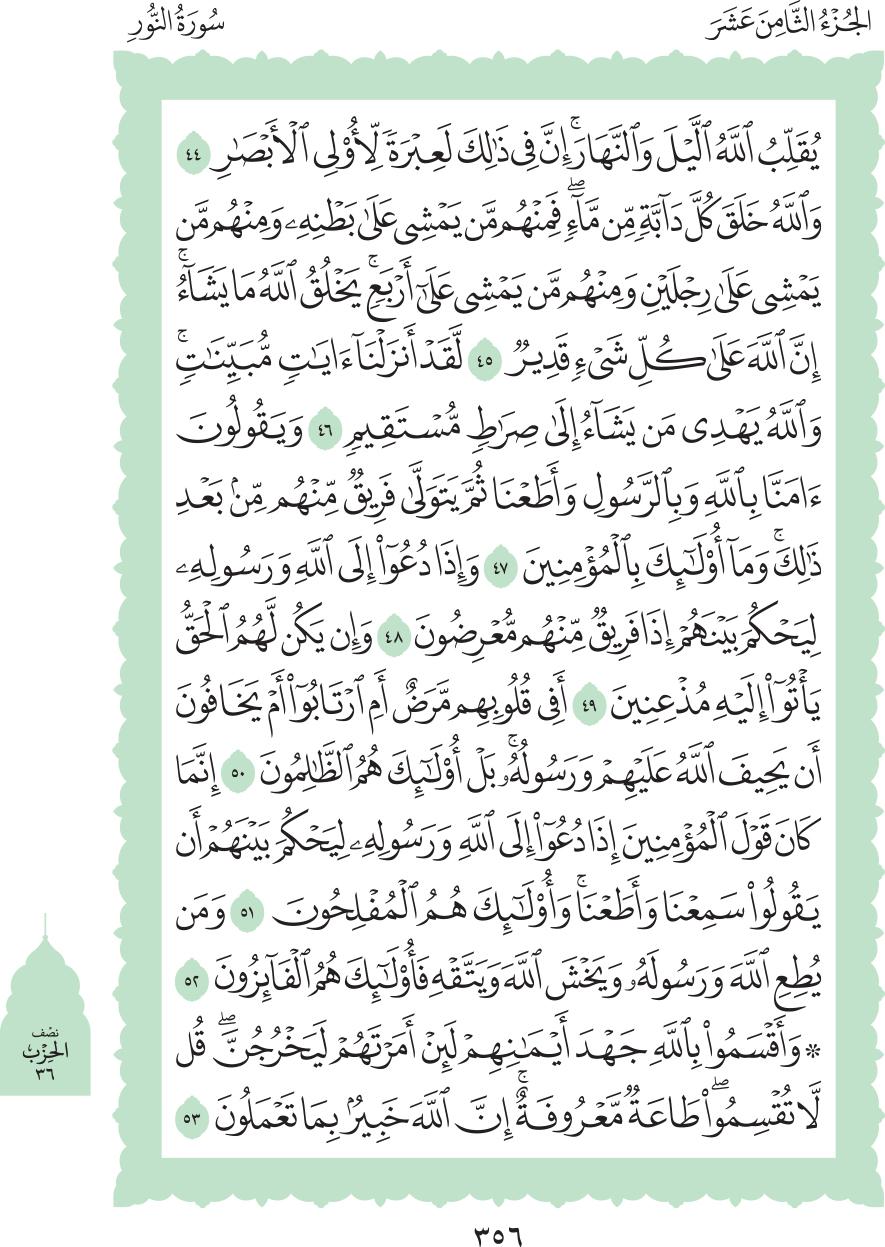 الجُزْءُ الثَّامِنَ عَشَرَ
سُورَةُ النُّورِ
يُقَلِّبُ ٱللَّهُ ٱلَّيْلَ وَٱلنَّهَارَۚ إِنَّ فِى ذَٰلِكَ لَعِبْرَةً لِّأُو۟لِى ٱلْأَبْصَٰرِ ٤٤
وَٱللَّهُ خَلَقَ كُلَّ دَآبَّةٍ مِّن مَّآءٍۖ فَمِنْهُم مَّن يَمْشِى عَلَىٰ بَطْنِهِۦ وَمِنْهُم مَّن
يَمْشِى عَلَىٰ رِجْلَيْنِ وَمِنْهُم مَّن يَمْشِى عَلَىٰٓ أَرْبَعٍۚ يَخْلُقُ ٱللَّهُ مَا يَشَآءُۚ
إِنَّ ٱللَّهَ عَلَىٰ كُلِّ شَىْءٍ قَدِيرٌ ٤٥ لَّقَدْ أَنزَلْنَآ ءَايَٰتٍ مُّبَيِّنَٰتٍۚ
وَٱللَّهُ يَهْدِى مَن يَشَآءُ إِلَىٰ صِرَٰطٍ مُّسْتَقِيمٍ ٤٦ وَيَقُولُونَ
ءَامَنَّا بِٱللَّهِ وَبِٱلرَّسُولِ وَأَطَعْنَا ثُمَّ يَتَوَلَّىٰ فَرِيقٌ مِّنْهُم مِّنۢ بَعْدِ
ذَٰلِكَۚ وَمَآ أُو۟لَٰٓئِكَ بِٱلْمُؤْمِنِينَ ٤٧ وَإِذَا دُعُوٓا۟ إِلَى ٱللَّهِ وَرَسُولِهِۦ
لِيَحْكُمَ بَيْنَهُمْ إِذَا فَرِيقٌ مِّنْهُم مُّعْرِضُونَ ٤٨ وَإِن يَكُن لَّهُمُ ٱلْحَقُّ
يَأْتُوٓا۟ إِلَيْهِ مُذْعِنِينَ ٤٩ أَفِى قُلُوبِهِم مَّرَضٌ أَمِ ٱرْتَابُوٓا۟ أَمْ يَخَافُونَ
أَن يَحِيفَ ٱللَّهُ عَلَيْهِمْ وَرَسُولُهُۥۚ بَلْ أُو۟لَٰٓئِكَ هُمُ ٱلظَّٰلِمُونَ ٥٠ إِنَّمَا
كَانَ قَوْلَ ٱلْمُؤْمِنِينَ إِذَا دُعُوٓا۟ إِلَى ٱللَّهِ وَرَسُولِهِۦ لِيَحْكُمَ بَيْنَهُمْ أَن
يَقُولُوا۟ سَمِعْنَا وَأَطَعْنَاۚ وَأُو۟لَٰٓئِكَ هُمُ ٱلْمُفْلِحُونَ ٥١ وَمَن
يُطِعِ ٱللَّهَ وَرَسُولَهُۥ وَيَخْشَ ٱللَّهَ وَيَتَّقْهِ فَأُو۟لَٰٓئِكَ هُمُ ٱلْفَآئِزُونَ ٥٢
* وَأَقْسَمُوا۟ بِٱللَّهِ جَهْدَ أَيْمَٰنِهِمْ لَئِنْ أَمَرْتَهُمْ لَيَخْرُجُنَّۖ قُل
لَّا تُقْسِمُوا۟ۖ طَاعَةٌ مَّعْرُوفَةٌۚ إِنَّ ٱللَّهَ خَبِيرٌۢ بِمَا تَعْمَلُونَ ٥٣
نصف
الحزب
٣٦
٣٥٦